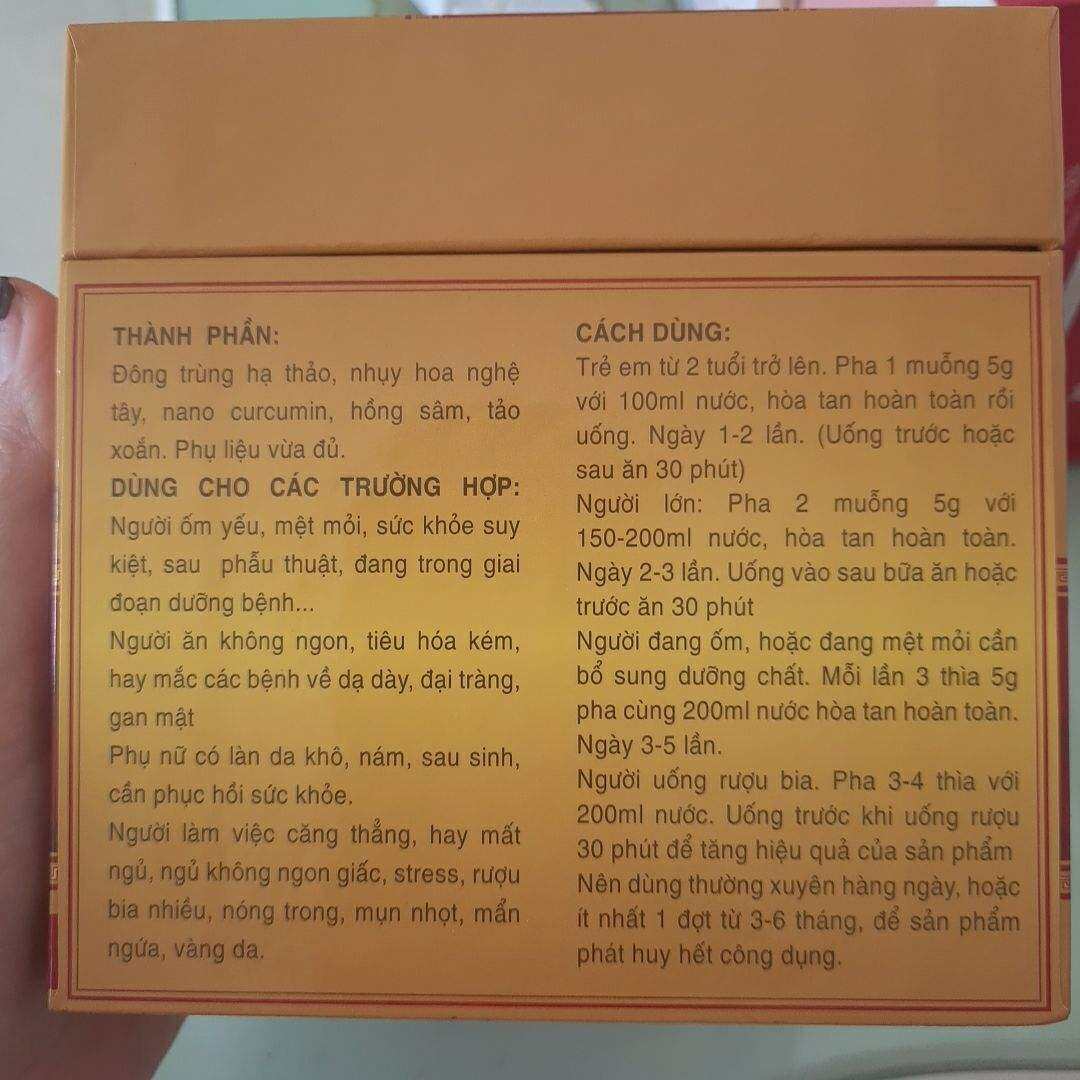 THÀNH PHẦN:
Đông trùng hạ thảo, nhụy hoa nghệ
tây, nano curcumin, hồng sâm, tảo
xoắn. Phụ liệu vừa đủ.
DÙNG CHO CÁC TRƯỜNG HỢP:
Người ốm yếu, mệt mỏi, sức khỏe suy
kiệt, sau phẫu thuật, đang trong giai
đoạn dưỡng bệnh...
Người ăn không ngon, tiêu hóa kém,
hay mắc các bệnh về dạ dày, đại tràng,
gan mật
Phụ nữ có làn da khô, nám, sau sinh,
cần phục hồi sức khỏe.
Người làm việc căng thẳng, hay mất
ngủ, ngủ không ngon giấc, stress, rượu
bia nhiều, nóng trong, mụn nhọt, mẩn
ngứa, vàng da.
CÁCH DÙNG:
Trẻ em từ 2 tuổi trở lên. Pha 1 muỗng 5g
với 100ml nước, hòa tan hoàn toàn rồi
uống. Ngày 1-2 lần. (Uống trước hoặc
sau ăn 30 phút)
Người lớn: Pha 2 muỗng 5g với
150-200ml nước, hòa tan hoàn toàn.
Ngày 2-3 lần. Uống vào sau bữa ăn hoặc
trước ăn 30 phút
Người đang ốm, hoặc đang mệt mỏi cần
bổ sung dưỡng chất. Mỗi lần 3 thìa 5g
pha cùng 200ml nước hòa tan hoàn toàn.
Ngày 3-5 lần.
Người uống rượu bia. Pha 3-4 thìa với
200ml nước. Uống trước khi uống rượu
30 phút để tăng hiệu quả của sản phẩm
Nên dùng thường xuyên hàng ngày, hoặc
ít nhất 1 đợt từ 3-6 tháng, để sản phẩm
phát huy hết công dụng.